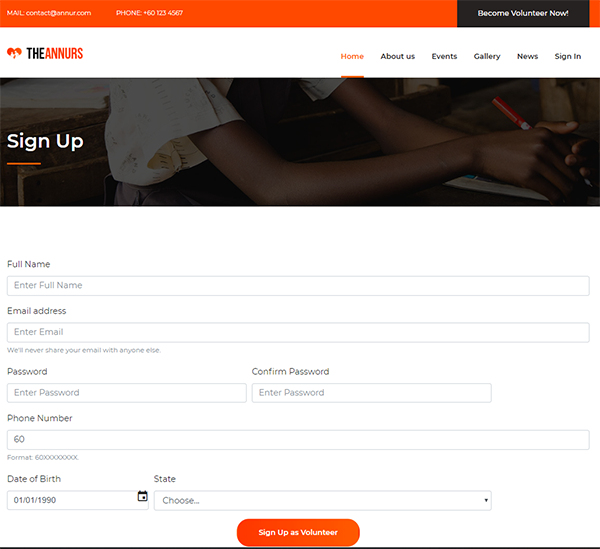 MAIL: contact@annur.com PHONE: +60 123 4567 Become Volunteer Now!
THEANNURS Home About us Events Gallery News Sign In
Sign Up
Full Name
Enter Full Name
Email address
Enter Email
We'll never share your email with anyone else.
Password Confirm Password
Enter Password Enter Password
Phone Number
60
Format: 60XXXXXXXX.
Date of Birth State
01/01/1990 Choose...
Sign Up as Volunteer